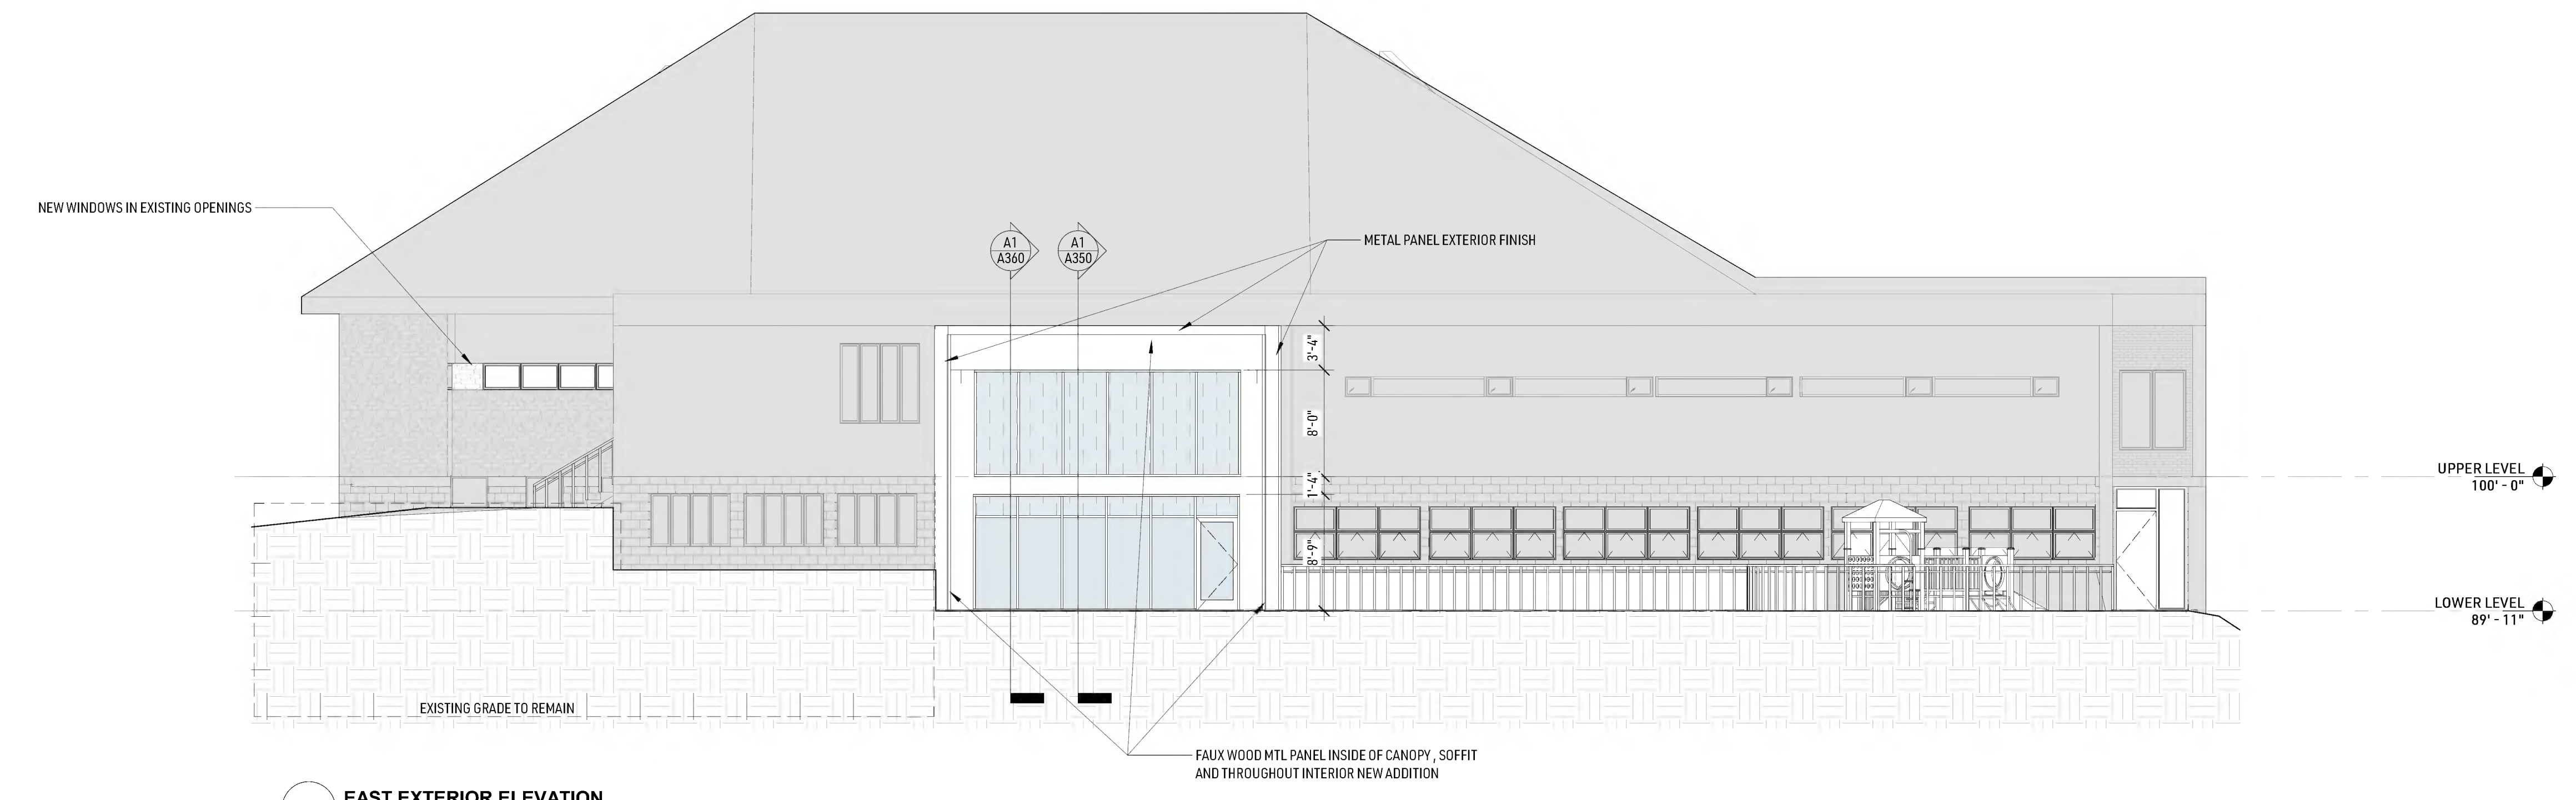 NEW WINDOWS IN EXISTING OPENINGS
METAL PANEL EXTERIOR FINISH
A1
A360
A1
A350
3'-4"
8'-0"
1'-4"
8'-9"
UPPER LEVEL
100' - 0"
LOWER LEVEL
89' - 11"
EXISTING GRADE TO REMAIN
FAUX WOOD MTL PANEL INSIDE OF CANOPY , SOFFIT
AND THROUGHOUT INTERIOR NEW ADDITION
EAST EXTERIOR ELEVATION